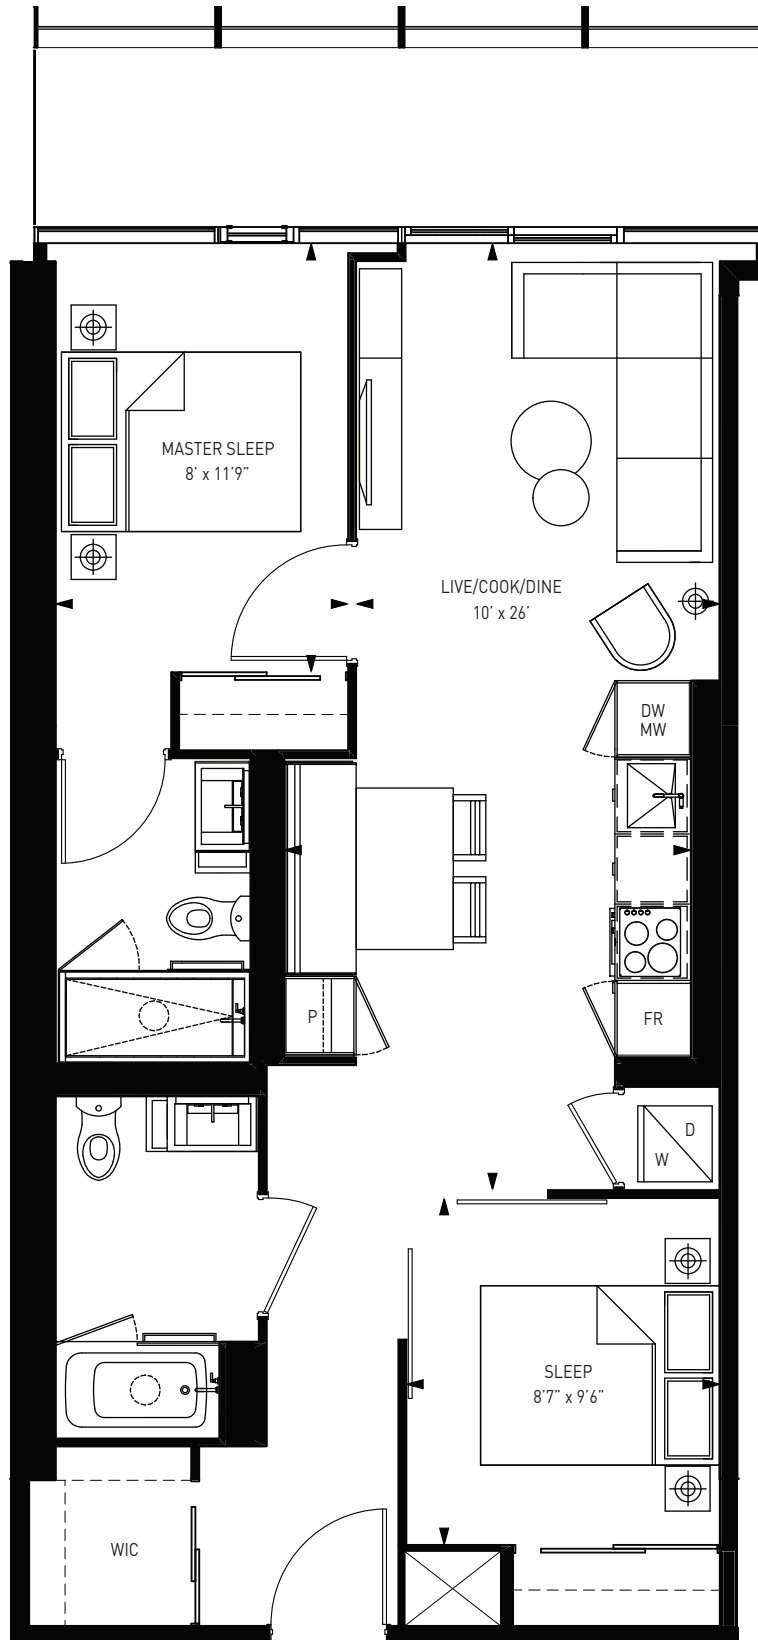 MASTER SLEEP
8' x 11'9"
LIVE/COOK/DINE
10' x 26'
DW
MW
P
FR
D
W
SLEEP
8'7" x 9'6"
WIC